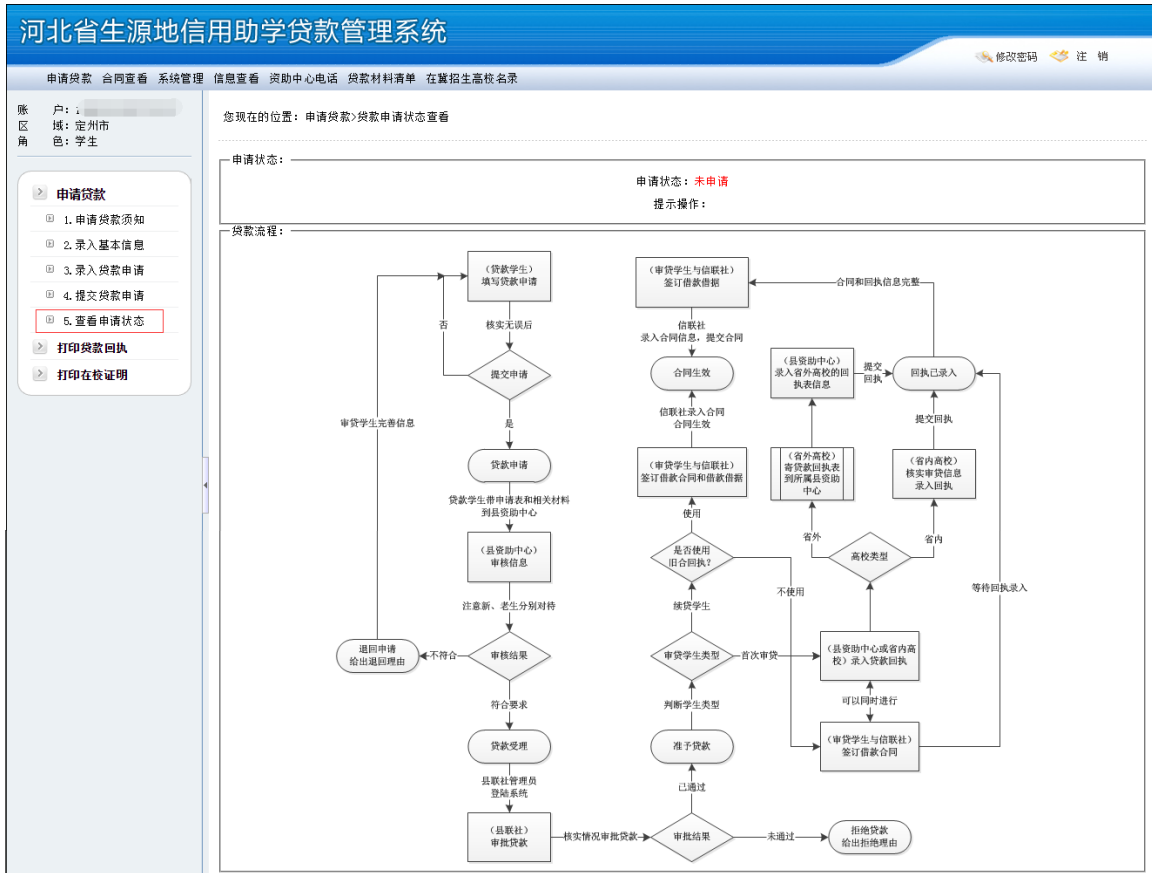 河北省生源地信用助学贷款管理系统
修改密码 注 销
申请贷款 合同查看 系统管理 信息查看 资助中心电话 贷款材料清单 在冀招生高校名录
账 户：
区 域：定州市
角 色：学生
申请贷款
1.申请贷款须知
2.录入基本信息
3.录入贷款申请
4.提交贷款申请
5.查看申请状态
打印贷款回执
打印在校证明
您现在的位置：申请贷款>贷款申请状态查看
申请状态：
申请状态：未申请
提示操作：
贷款流程：
（贷款学生）
填写贷款申请
否
核实无误后
提交申请
审贷学生完善信息
是
贷款申请
贷款学生带申请表和相关材料
到县资助中心
（县资助中心）
审核信息
注意新、老生分别对待
退回申请
给出退回理由
不符合
审核结果
符合要求
贷款受理
县联社管理员
登陆系统
（县联社）
审批贷款
核实情况审批贷款
审批结果
未通过
拒绝贷款
给出拒绝理由
已通过
准予贷款
判断学生类型
审贷学生类型
首次审贷
续贷学生
是否使用
旧合回执？
不使用
使用
（审贷学生与信联社）
签订借款合同和借款借据
信联社录入合同
合同生效
合同生效
信联社
录入合同信息，提交合同
（审贷学生与信联社）
签订借款借据
合同和回执信息完整
（县资助中心）
录入省外高校的回
执表信息
提交
回执
回执已录入
提交回执
（省外高校）
寄贷款回执表
到所属县资助
中心
（省内高校）
核实审贷信息
录入回执
省外
省内
高校类型
等待回执录入
（县资助中心或省内高
校）录入贷款回执
可以同时进行
（审贷学生与信联社）
签订借款合同